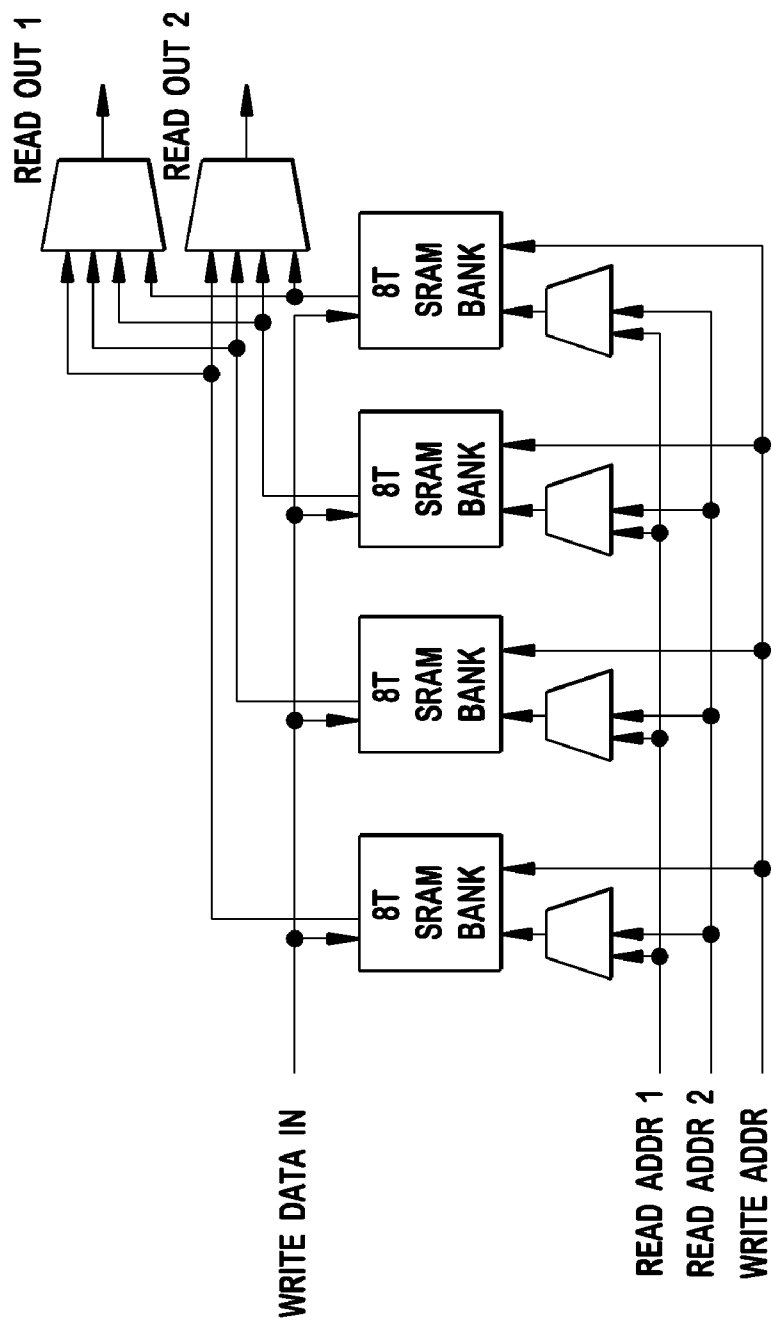 READ OUT 1
READ OUT 2
8T
SRAM
BANK
8T
SRAM
BANK
8T
SRAM
BANK
8T
SRAM
BANK
WRITE DATA IN
READ ADDR 1
READ ADDR 2
WRITE ADDR